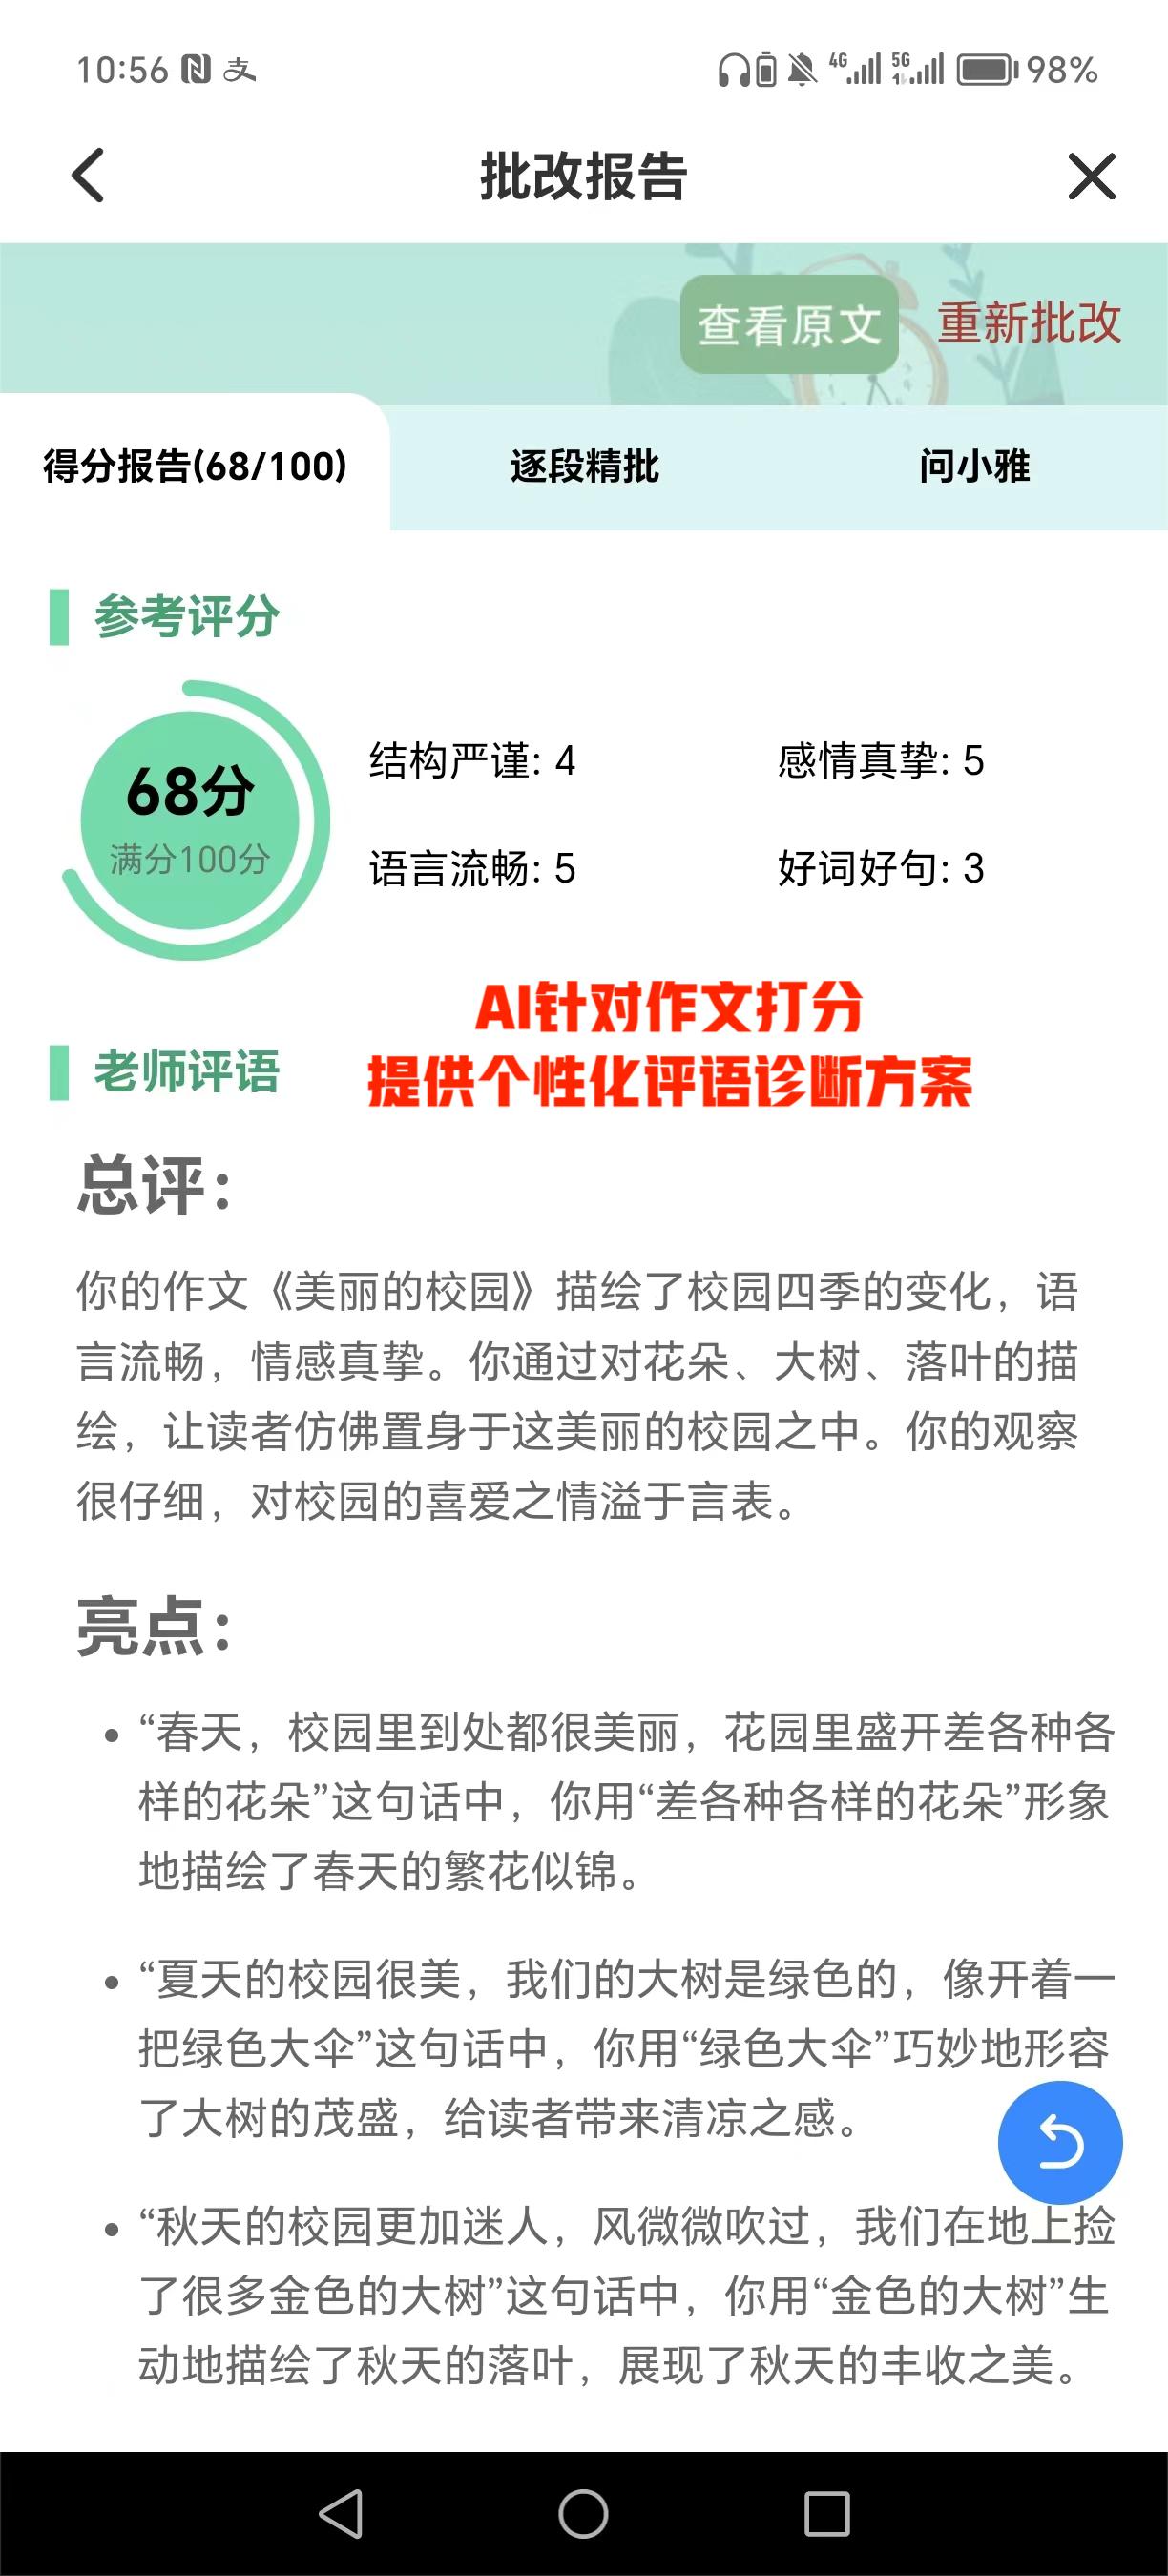 10:56 支
4G 5G 98%
批改报告
查看原文 重新批改
得分报告(68/100) 逐段精批 问小雅
参考评分
68分
满分100分
结构严谨: 4 感情真挚: 5
语言流畅: 5 好词好句: 3
AI针对作文打分
提供个性化评语诊断方案
老师评语
总评：
你的作文《美丽的校园》描绘了校园四季的变化，语
言流畅，情感真挚。你通过对花朵、大树、落叶的描
绘，让读者仿佛置身于这美丽的校园之中。你的观察
很仔细，对校园的喜爱之情溢于言表。
亮点：
• “春天，校园里到处都很美丽，花园里盛开差各种各
样的花朵”这句话中，你用“差各种各样的花朵”形象
地描绘了春天的繁花似锦。
• “夏天的校园很美，我们的大树是绿色的，像开着一
把绿色大伞”这句话中，你用“绿色大伞”巧妙地形容
了大树的茂盛，给读者带来清凉之感。
• “秋天的校园更加迷人，风微微吹过，我们在地上捡
了很多金色的大树”这句话中，你用“金色的大树”生
动地描绘了秋天的落叶，展现了秋天的丰收之美。